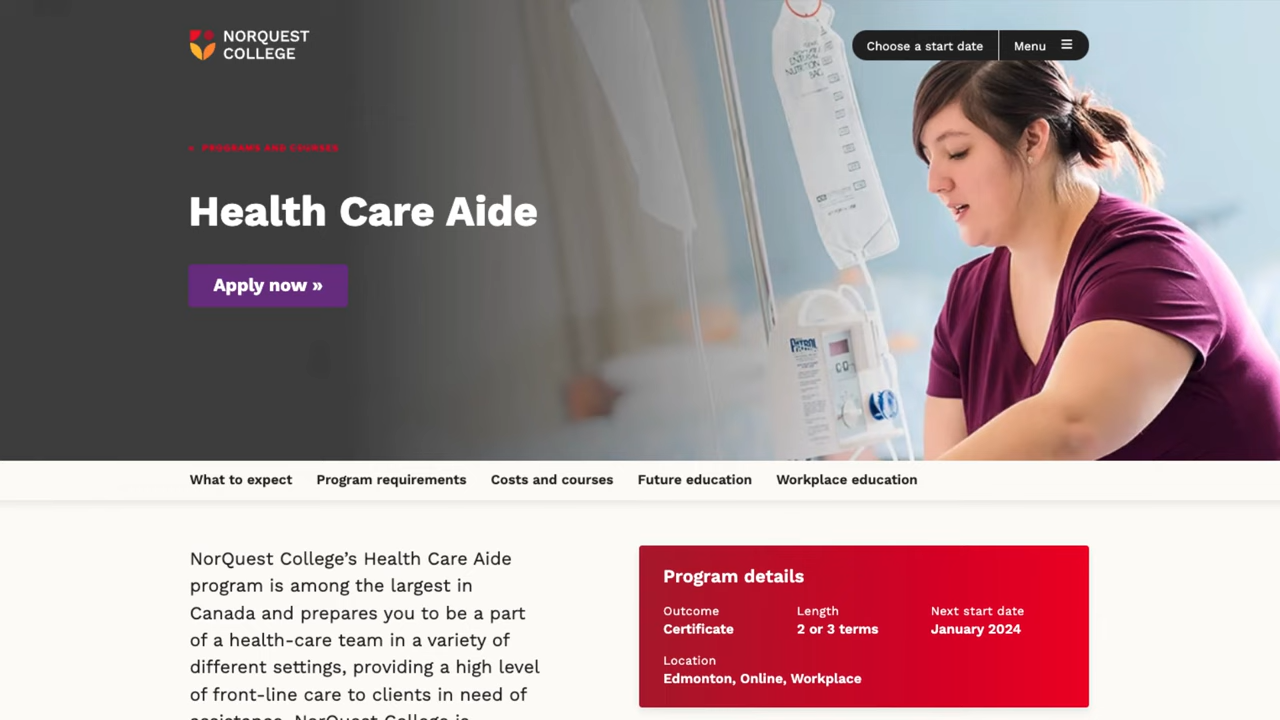 NORQUEST
COLLEGE
Choose a start date
Menu
PROGRAMS AND COURSES
Health Care Aide
Apply now »
What to expect
Program requirements
Costs and courses
Future education
Workplace education
NorQuest College’s Health Care Aide
program is among the largest in
Canada and prepares you to be a part
of a health-care team in a variety of
different settings, providing a high level
of front-line care to clients in need of
assistance. NorQuest College is
Program details
Outcome
Certificate
Length
2 or 3 terms
Next start date
January 2024
Location
Edmonton, Online, Workplace